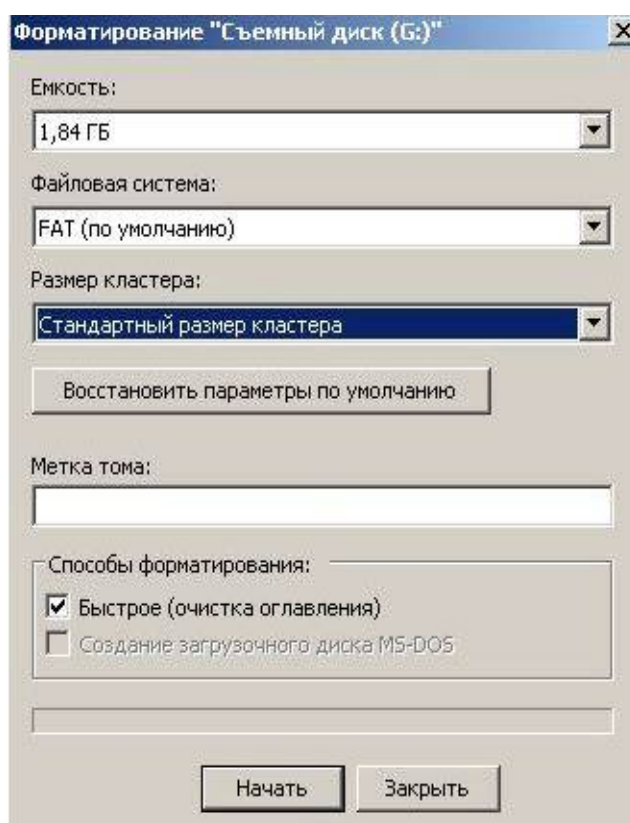 Форматирование "Съемный диск (G:)"
Емкость:
1,84 ГБ
Файловая система:
FAT (по умолчанию)
Размер кластера:
Стандартный размер кластера
Восстановить параметры по умолчанию
Метка тома:
Способы форматирования:
Быстрое (очистка оглавления)
Создание загрузочного диска MS-DOS
Начать Закрыть